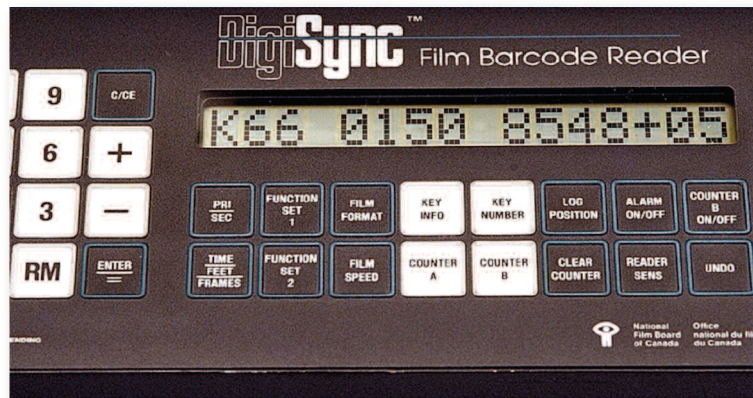 DigiSync™ Film Barcode Reader
K66 0150 8548+05
9 C/CE
6 +
3 −
RM ENTER =
PRI SEC
FUNCTION SET 1
FILM FORMAT
KEY INFO
KEY NUMBER
LOG POSITION
ALARM ON/OFF
COUNTER B ON/OFF
TIME FEET FRAMES
FUNCTION SET 2
FILM SPEED
COUNTER A
COUNTER B
CLEAR COUNTER
READER SENS
UNDO
National Film Board of Canada
Office national du fil du Canada
ENDING